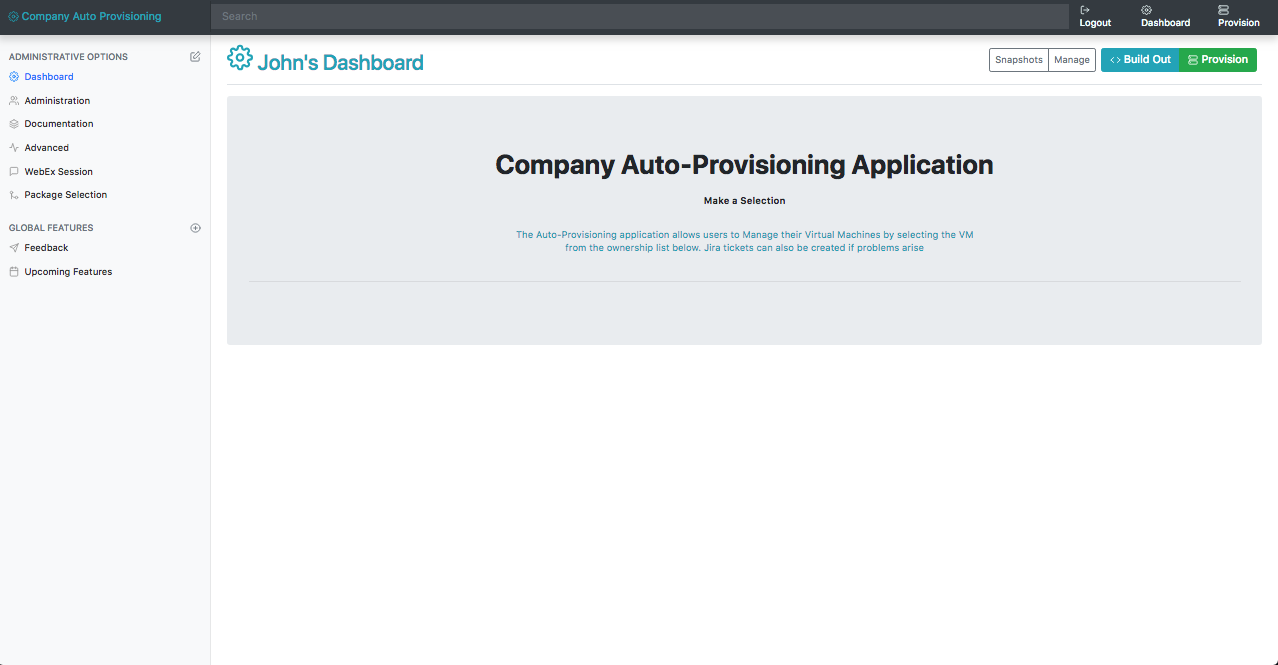 Company Auto Provisioning
Search
Logout
Dashboard
Provision
ADMINISTRATIVE OPTIONS
Dashboard
Administration
Documentation
Advanced
WebEx Session
Package Selection
GLOBAL FEATURES
Feedback
Upcoming Features
John's Dashboard
Snapshots
Manage
Build Out
Provision
Company Auto-Provisioning Application
Make a Selection
The Auto-Provisioning application allows users to Manage their Virtual Machines by selecting the VM
from the ownership list below. Jira tickets can also be created if problems arise